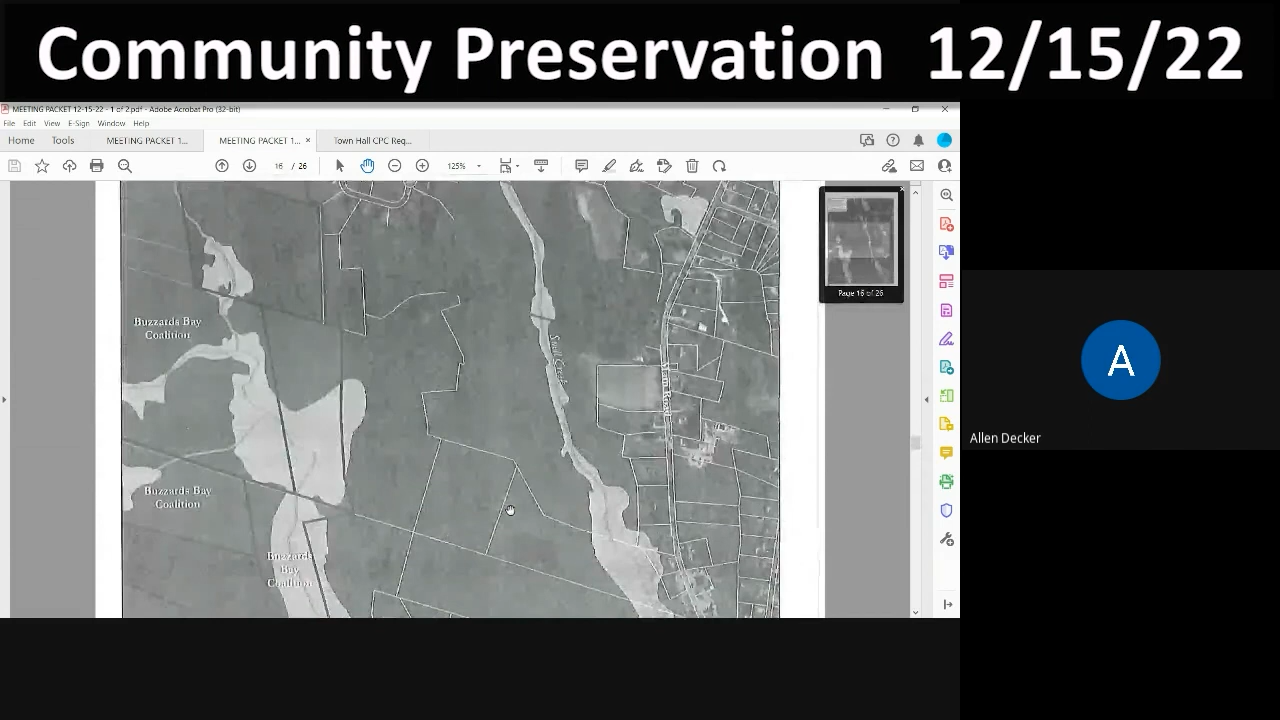 Community Preservation 12/15/22
MEETING PACKET 12-15-22 - 1 of 2.pdf - Adobe Acrobat Pro (32-bit)
File Edit View E-Sign Window Help
Home Tools MEETING PACKET 1... MEETING PACKET 1... × Town Hall CPC Req...
16 / 26 125%
Page 16 of 26
Buzzards Bay
Coalition
Buzzards Bay
Coalition
Buzzards
Bay
Coalition
A
Allen Decker